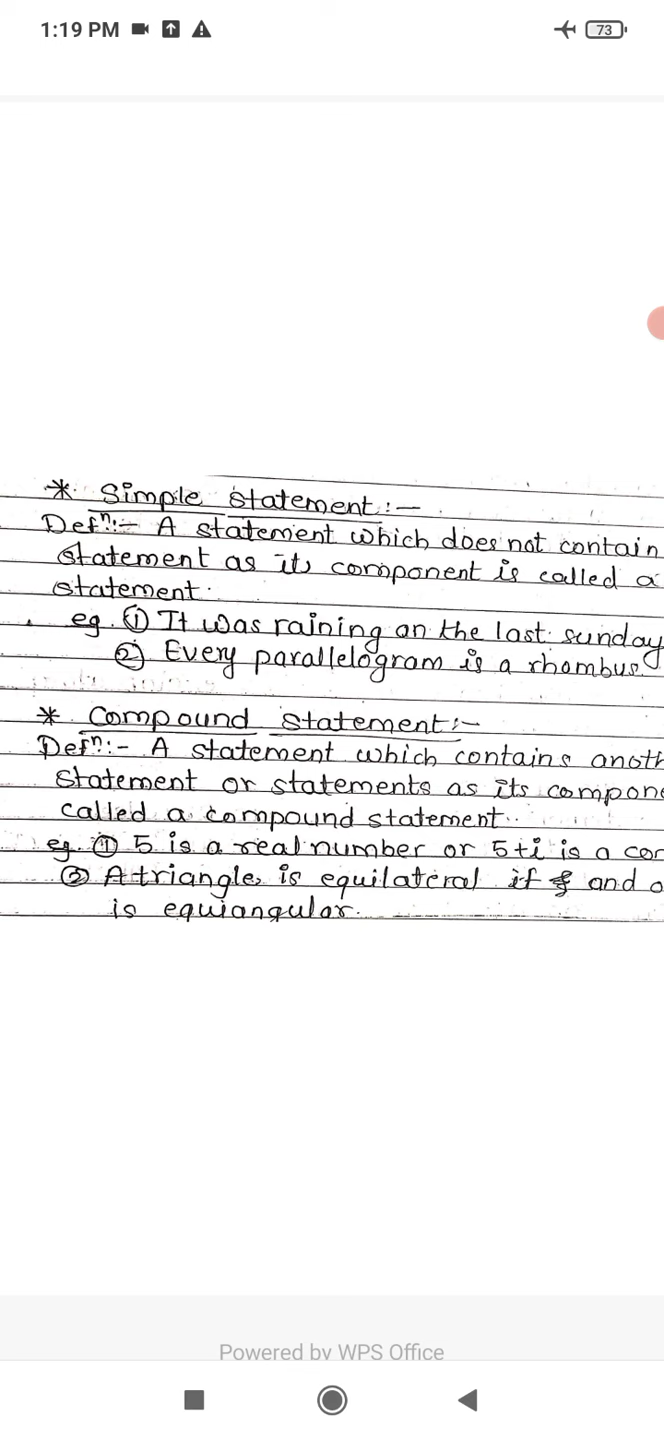 1:19 PM
73
* Simple statement :-
Defⁿ:- A statement which does not contain
statement as its component is called a
statement.
eg. ① It was raining on the last sunday
② Every parallelogram is a rhombus.
* Compound statement :-
Defⁿ:- A statement which contains anoth
statement or statements as its compone
called a compound statement.
eg. ① 5 is a real number or 5+i is a co
② A triangle is equilateral if and o
is equiangular.
Powered by WPS Office